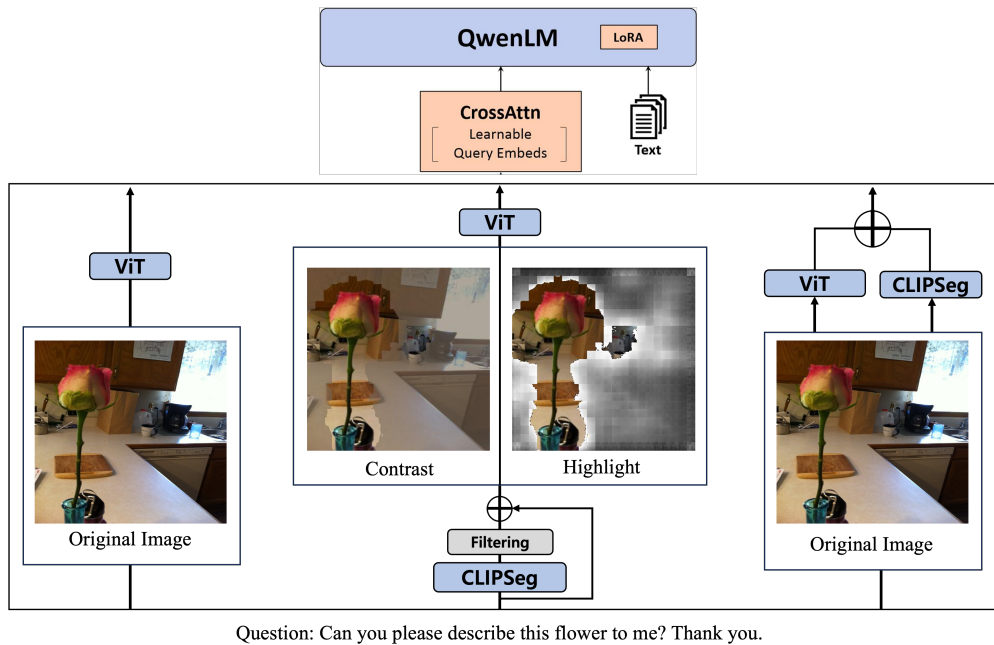 QwenLM
LoRA
CrossAttn
Learnable
Query Embeds
Text
ViT
ViT
ViT
CLIPSeg
Contrast
Highlight
Original Image
Original Image
Filtering
CLIPSeg
Question: Can you please describe this flower to me? Thank you.